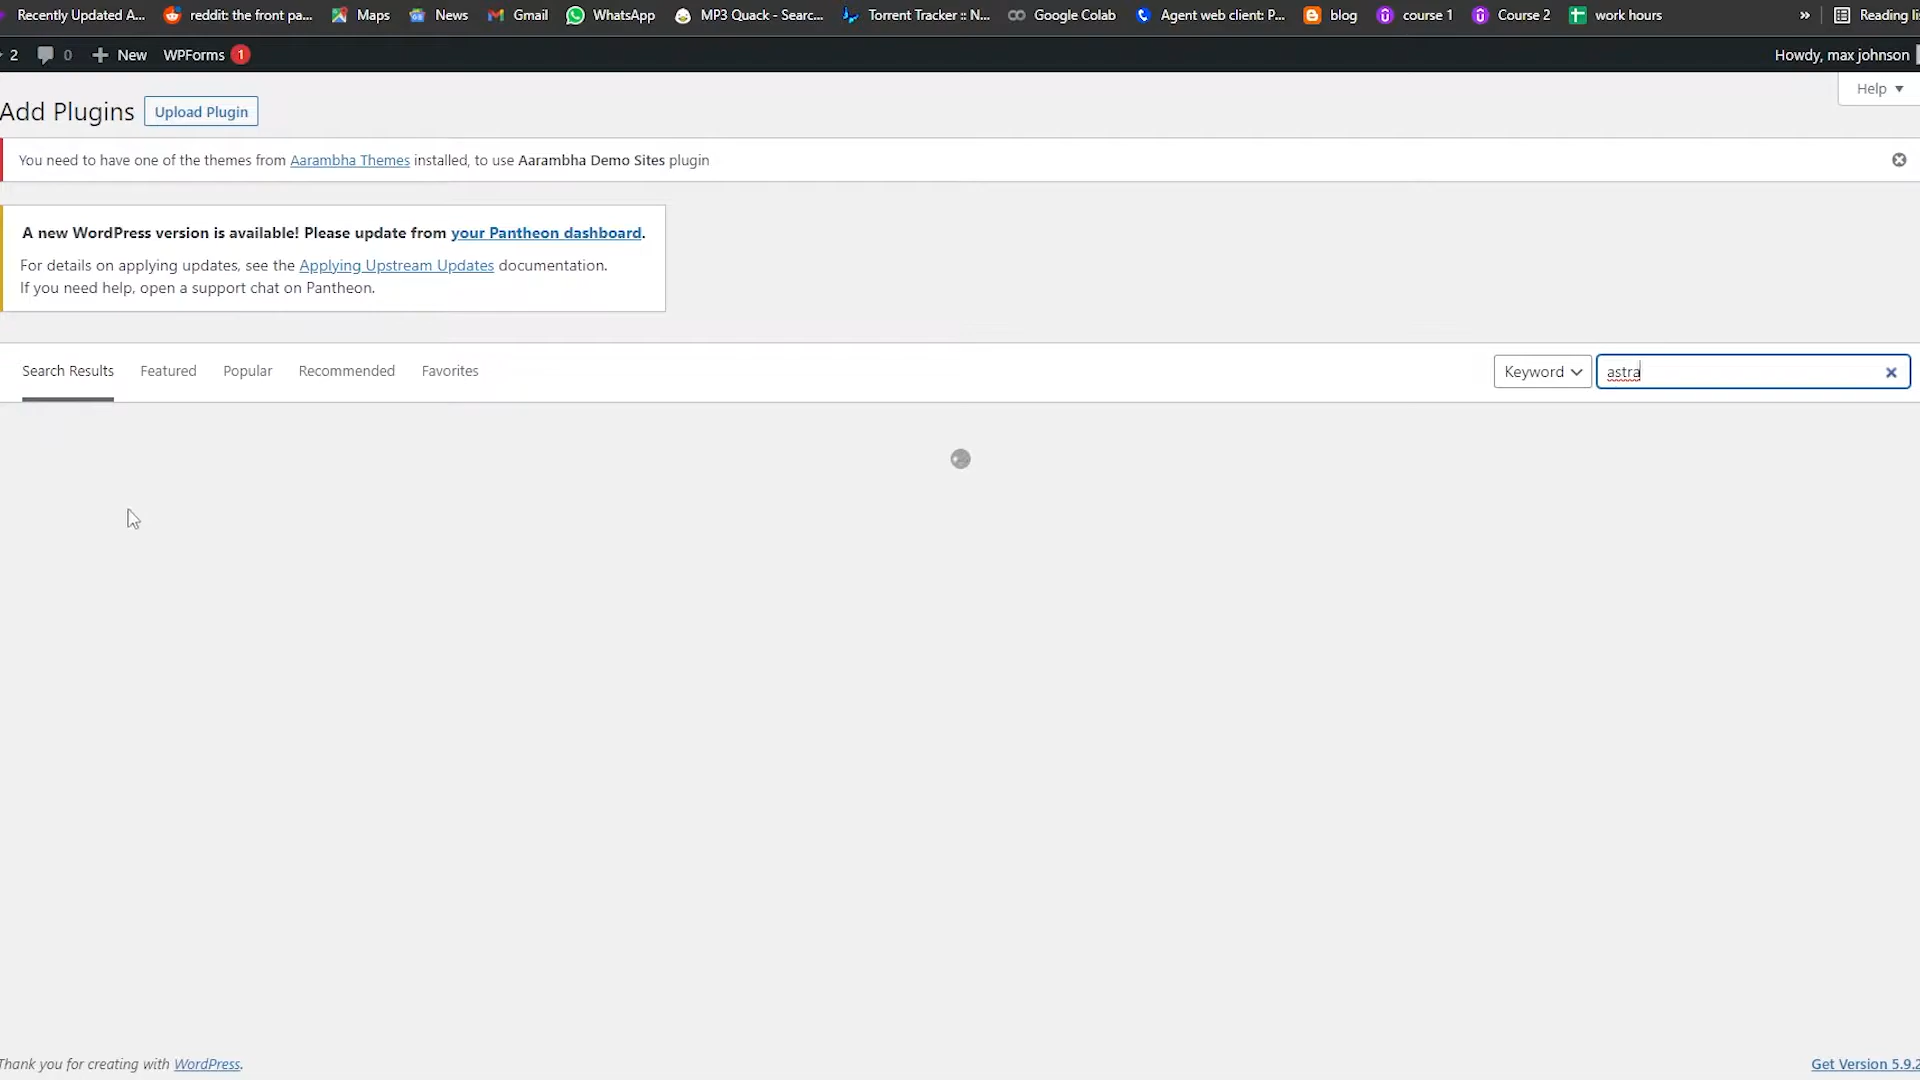 Recently Updated A... reddit: the front pa... Maps News Gmail WhatsApp MP3 Quack - Searc... Torrent Tracker :: N... Google Colab Agent web client: P... blog course 1 Course 2 work hours » Reading lis
2 0 New WPForms 1 Howdy, max johnson
Help
Add Plugins Upload Plugin
You need to have one of the themes from Aarambha Themes installed, to use Aarambha Demo Sites plugin
A new WordPress version is available! Please update from your Pantheon dashboard.
For details on applying updates, see the Applying Upstream Updates documentation.
If you need help, open a support chat on Pantheon.
Search Results Featured Popular Recommended Favorites Keyword astra
Thank you for creating with WordPress. Get Version 5.9.2